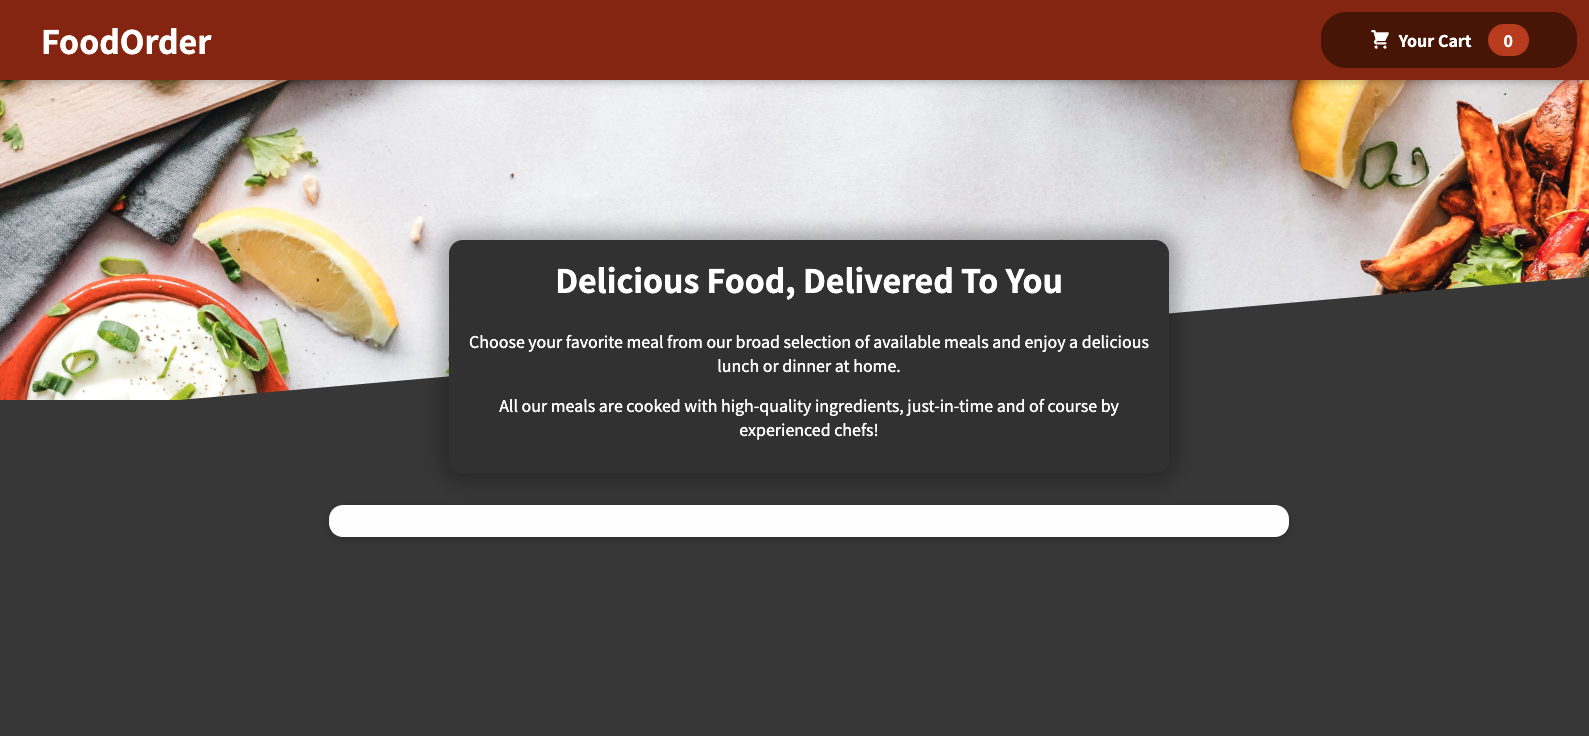 FoodOrder
Your Cart 0
Delicious Food, Delivered To You
Choose your favorite meal from our broad selection of available meals and enjoy a delicious
lunch or dinner at home.
All our meals are cooked with high-quality ingredients, just-in-time and of course by
experienced chefs!